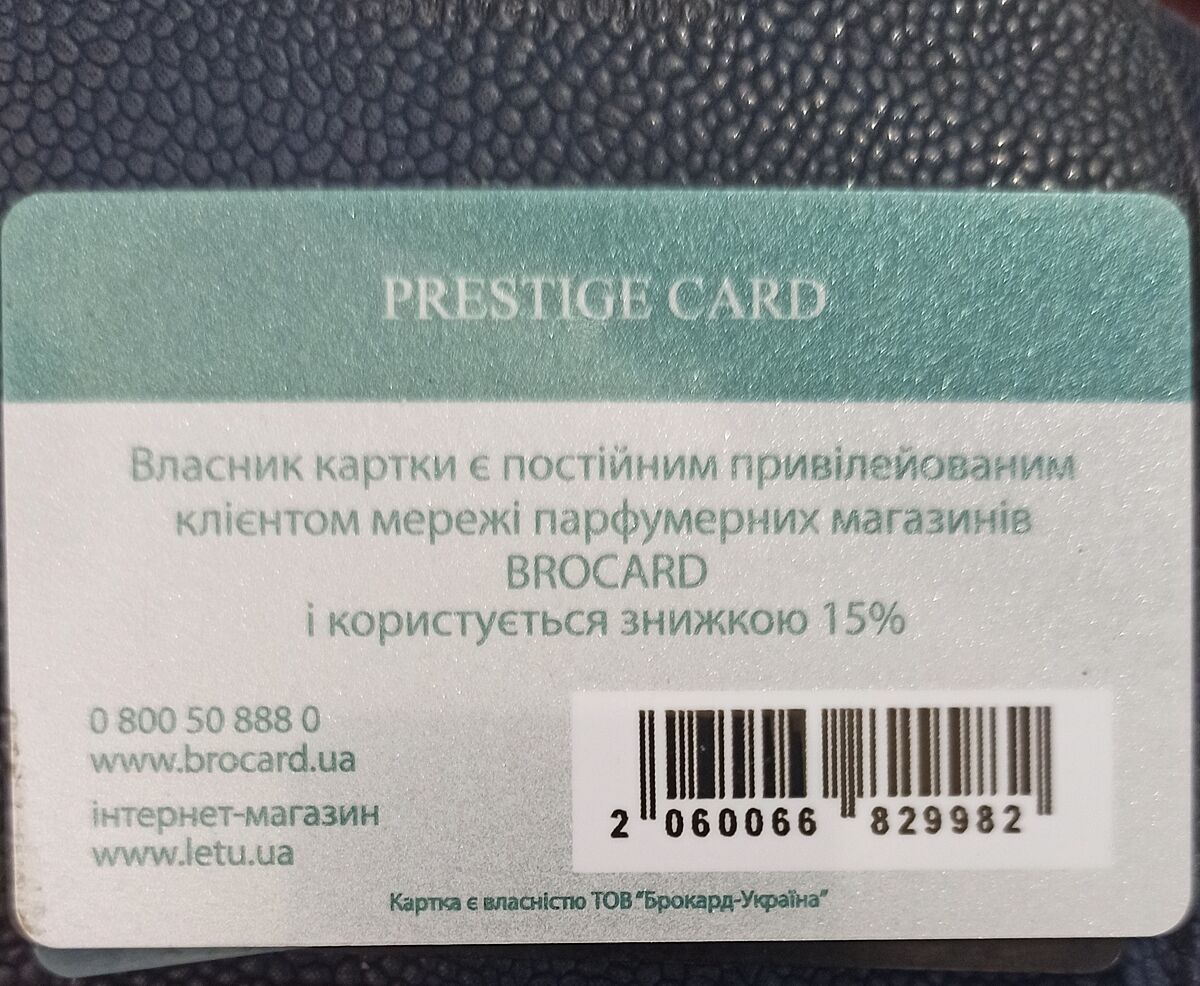 PRESTIGE CARD
Власник картки є постійним привілейованим
клієнтом мережі парфумерних магазинів
BROCARD
і користується знижкою 15%
0 800 50 888 0
www.brocard.ua
інтернет-магазин
www.letu.ua
2 060066 829982
Картка є власністю ТОВ "Брокард-Україна"